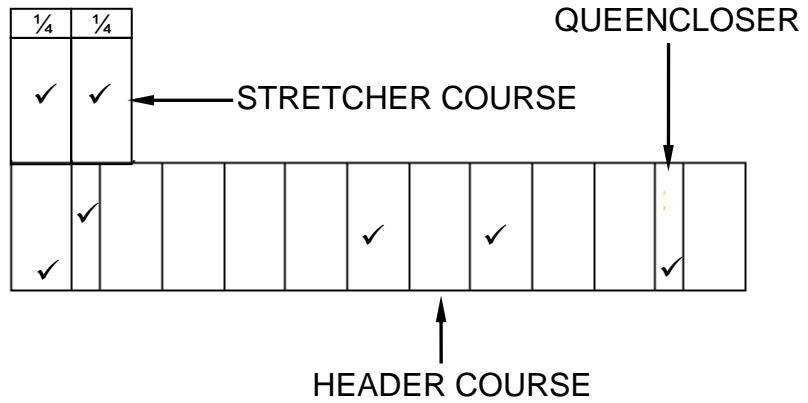 QUEENCLOSER
¼ ¼
✓ ✓
STRETCHER COURSE
✓
✓ ✓
✓ ✓
HEADER COURSE